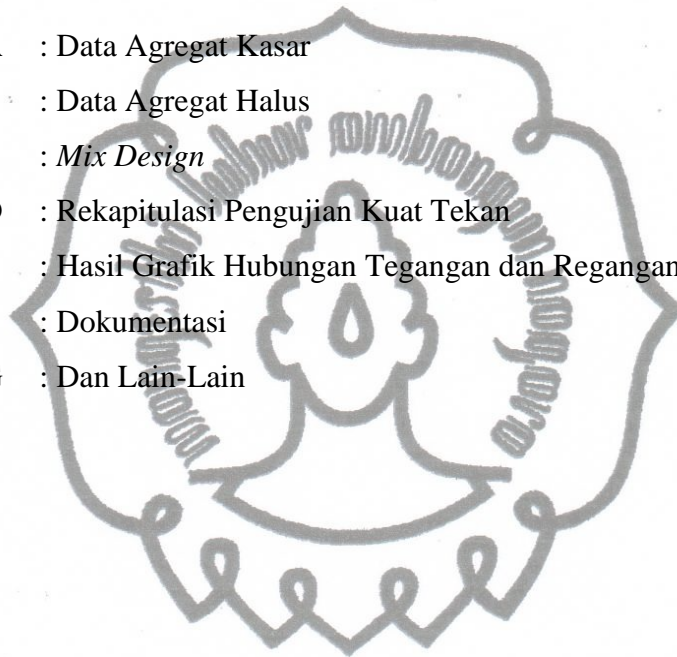 : Data Agregat Kasar
: Data Agregat Halus
: Mix Design
: Rekapitulasi Pengujian Kuat Tekan
: Hasil Grafik Hubungan Tegangan dan Regangan
: Dokumentasi
: Dan Lain-Lain